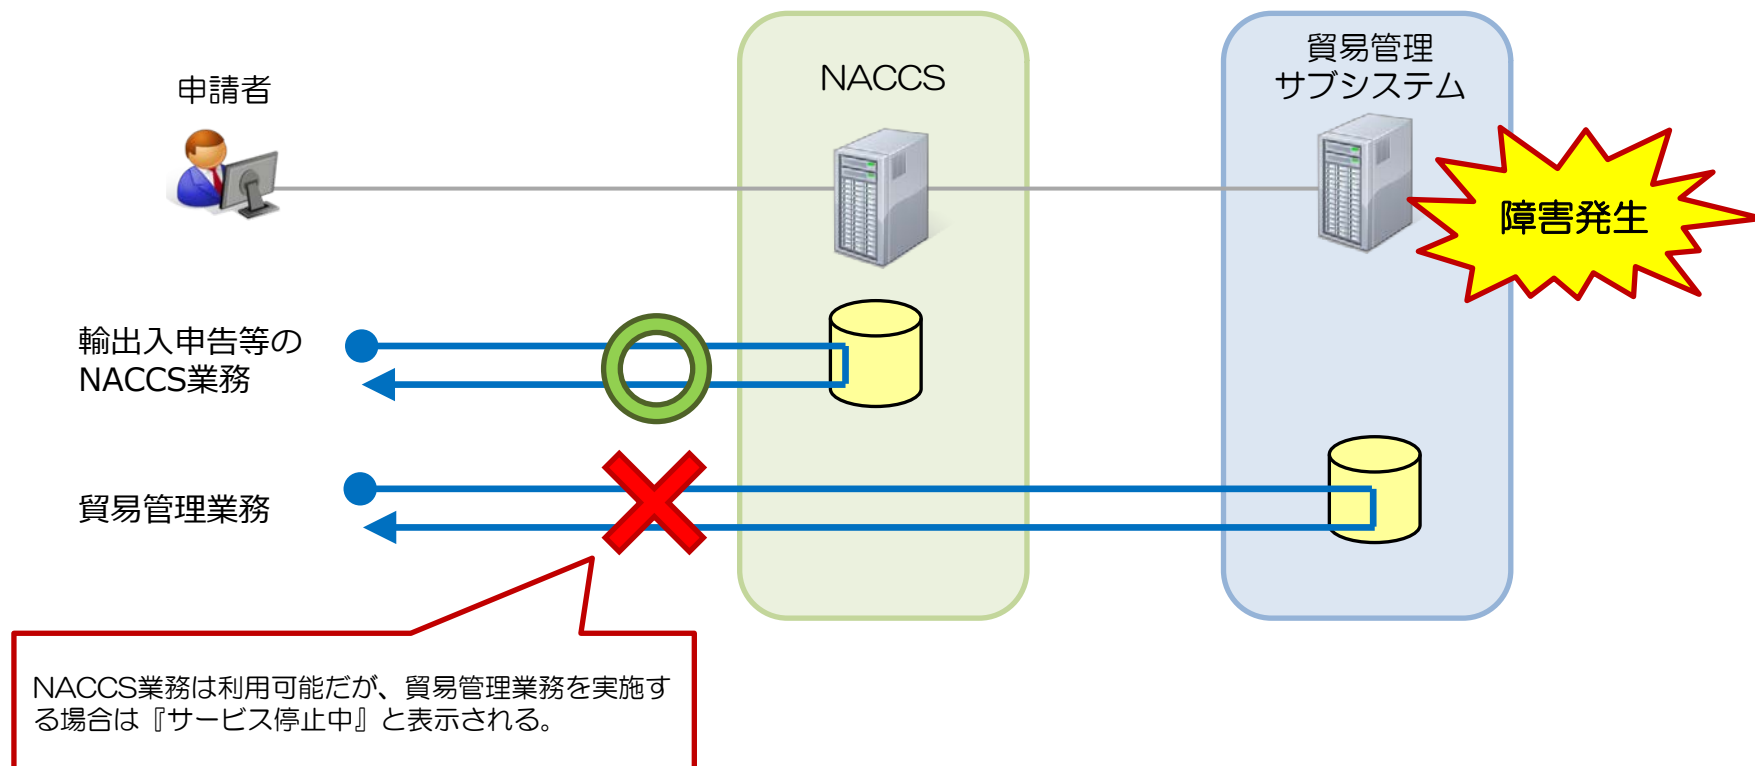 申請者
NACCS
貿易管理
サブシステム
障害発生
輸出入申告等の
NACCS業務
貿易管理業務
NACCS業務は利用可能だが、貿易管理業務を実施す
る場合は『サービス停止中』と表示される。